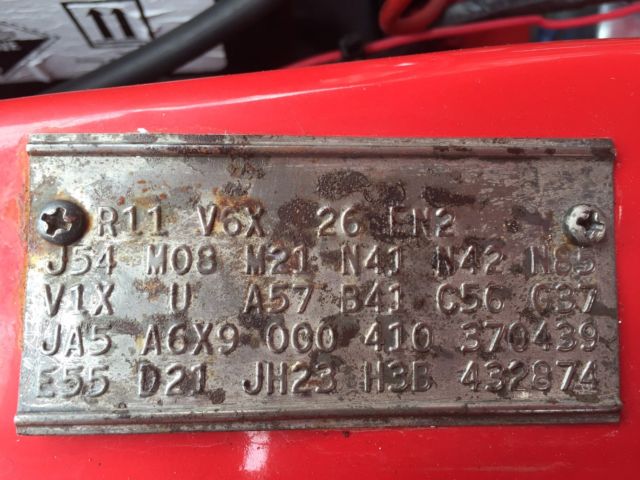 R11 V6X 26 EN2
J54 M08 M21 N41 N42 N85
V1X U A57 B41 C56 G37
JA5 A6X9 000 410 370439
E55 D21 JH23 H3B 432874